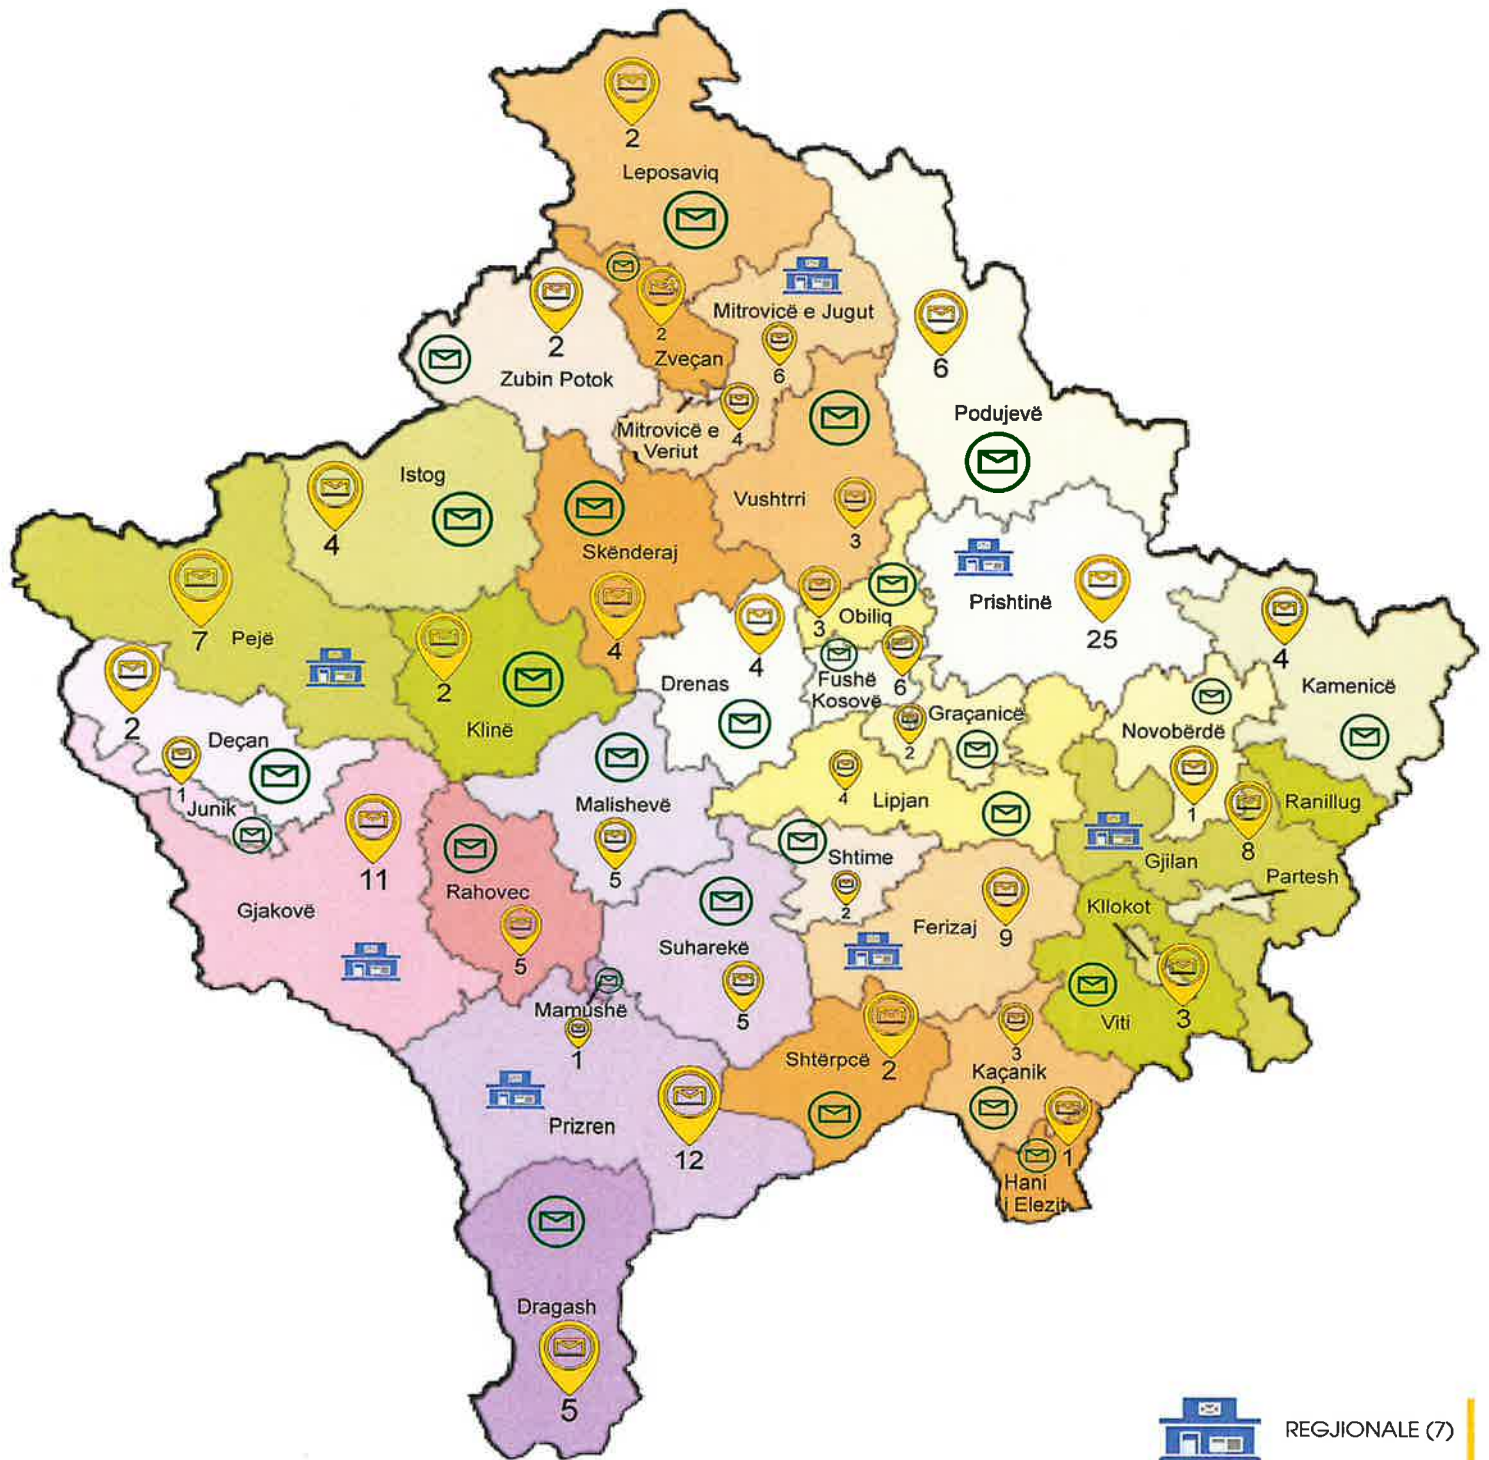 2
Leposaviq
2
Zubin Potok
2
Zveçan
Mitrovicë e Jugut
6
6
Podujevë
Mitrovicë e
Veriut
4
Istog
4
Vushtrri
3
Skënderaj
4
7
Pejë
2
Klinë
3
Obiliq
Prishtinë
25
4
Kamenicë
4
Drenas
Fushë
Kosovë
6
Graçanicë
2
Novobërdë
1
2
Deçan
1
Junik
Malishevë
5
4
Lipjan
Shtime
2
8
Gjilan
Ranillug
Partesh
Kllokot
11
Gjakovë
Rahovec
5
Suharekë
5
Ferizaj
9
Viti
3
Mamushë
1
Shtërpcë
2
3
Kaçanik
Prizren
12
1
Hani
i Elezit
Dragash
5
REGJIONALE (7)